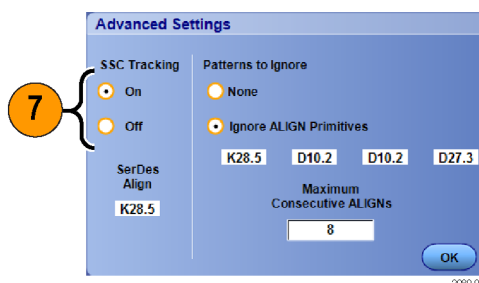 Advanced Settings
7
SSC Tracking
On
Off
SerDes
Align
K28.5
Patterns to Ignore
None
Ignore ALIGN Primitives
K28.5 D10.2 D10.2 D27.3
Maximum
Consecutive ALIGNs
8
OK